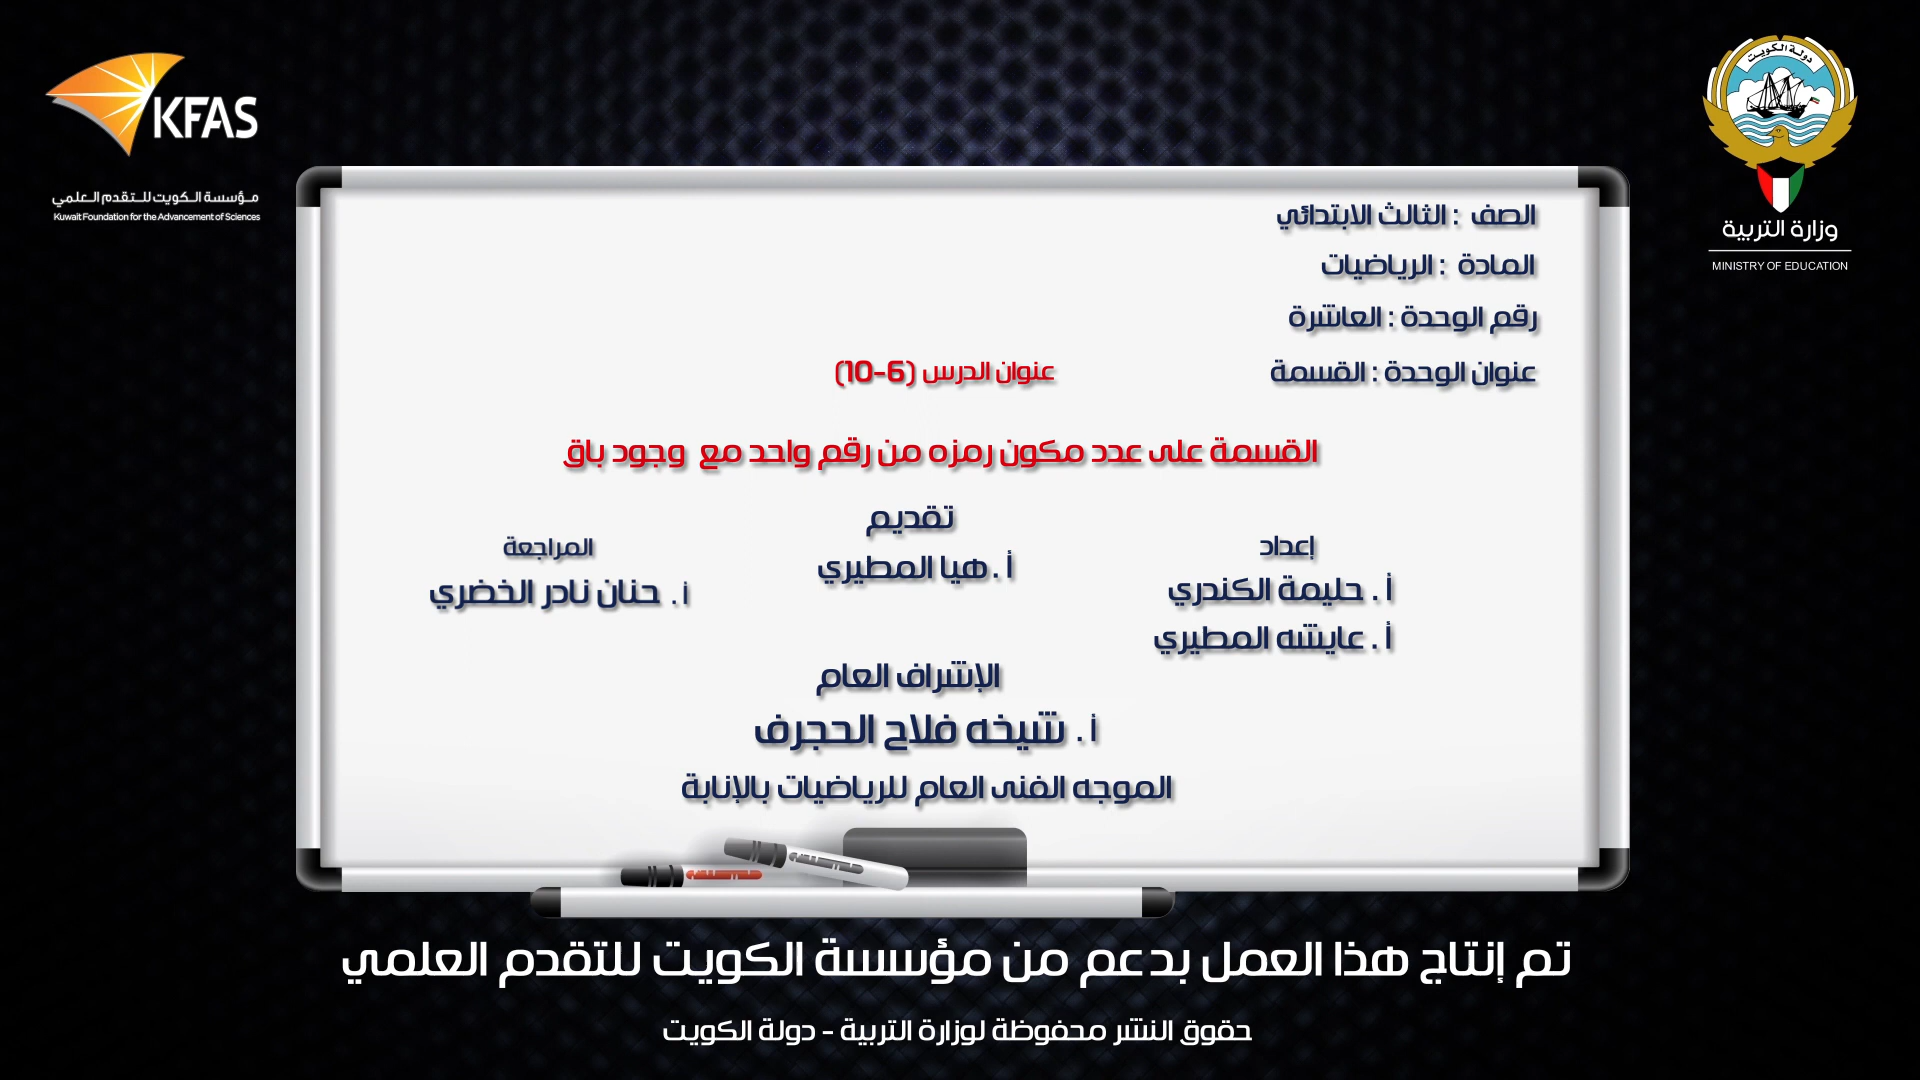 KFAS
مؤسسة الكويت للتقدم العلمي
Kuwait Foundation for the Advancement of Sciences
دولة الكويت
وزارة التربية
MINISTRY OF EDUCATION
الصف : الثالث الابتدائي
المادة : الرياضيات
رقم الوحدة : العاشرة
عنوان الوحدة : القسمة
عنوان الدرس (6-10)
القسمة على عدد مكون رمزه من رقم واحد مع وجود باق
إعداد
أ . حليمة الكندري
أ . عايشه المطيري
تقديم
أ . هيا المطيري
المراجعة
أ . حنان نادر الخضري
الإشراف العام
أ . شيخه فلاح الحجرف
الموجه الفنى العام للرياضيات بالإنابة
تم إنتاج هذا العمل بدعم من مؤسسة الكويت للتقدم العلمي
حقوق النشر محفوظة لوزارة التربية - دولة الكويت